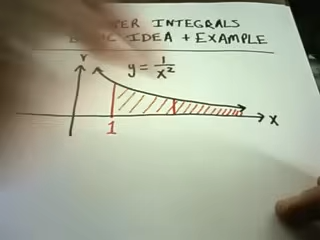 INTEGRALS
IDEA + EXAMPLE
Y
y = 1/x²
1
X